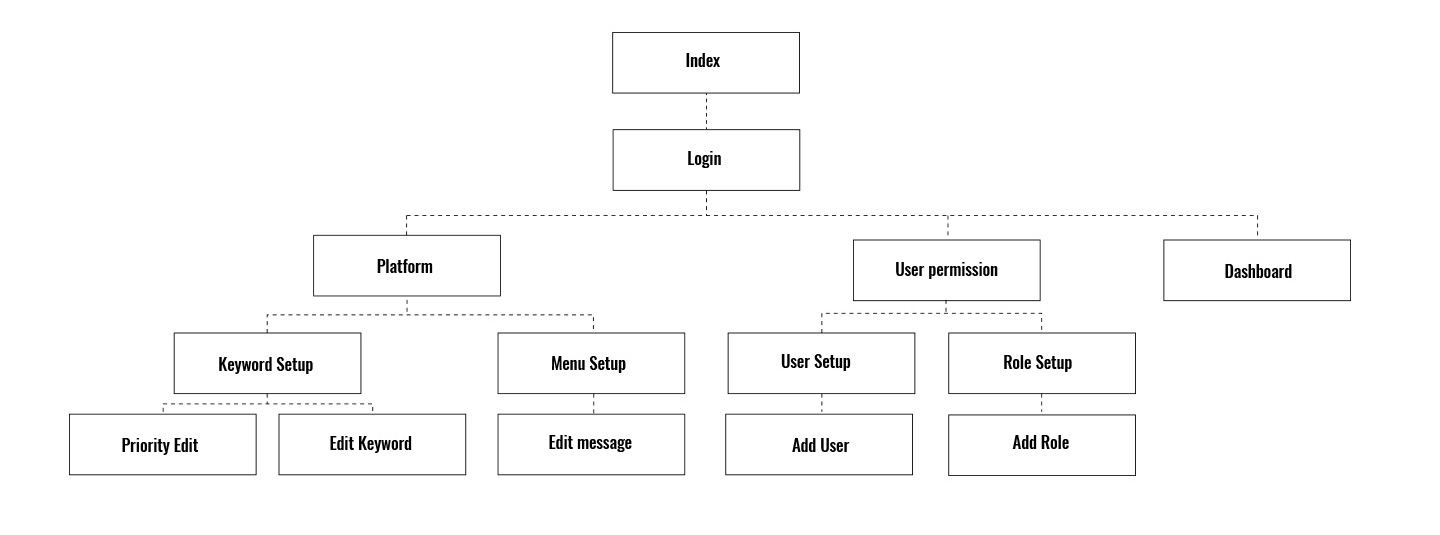 Index
Login
Platform
User permission
Dashboard
Keyword Setup
Menu Setup
User Setup
Role Setup
Priority Edit
Edit Keyword
Edit message
Add User
Add Role